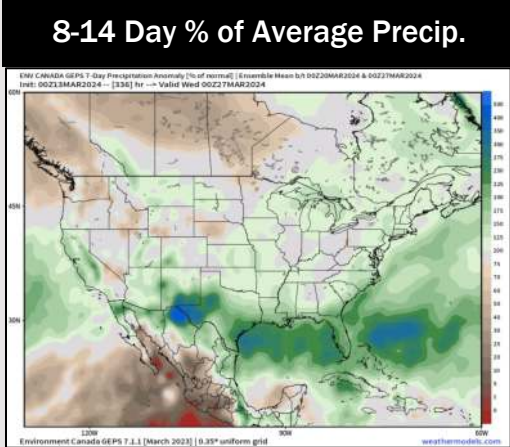 8-14 Day % of Average Precip.
ENV CANADA GEPS 7-Day Precipitation Anomaly [% of normal] | Ensemble Mean b/t 00Z20MAR2024 & 00Z27MAR2024
Init: 00Z13MAR2024 -- [336] hr --> Valid Wed 00Z27MAR2024
60N
45N
30N
120W
90W
60W
Environment Canada GEPS 7.1.1 [March 2023] | 0.35° uniform grid
weathermodels.com